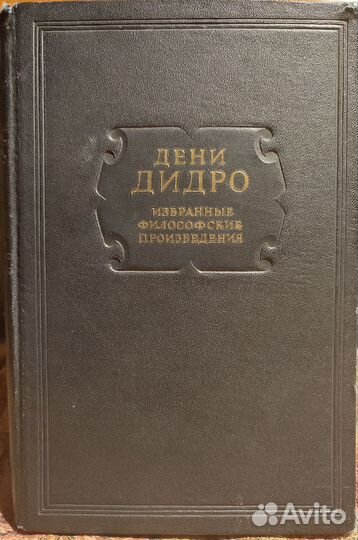 ДЕНИ
ДИДРО
ИЗБРАННЫЕ
ФИЛОСОФСКИЕ
ПРОИЗВЕДЕНИЯ
Avito